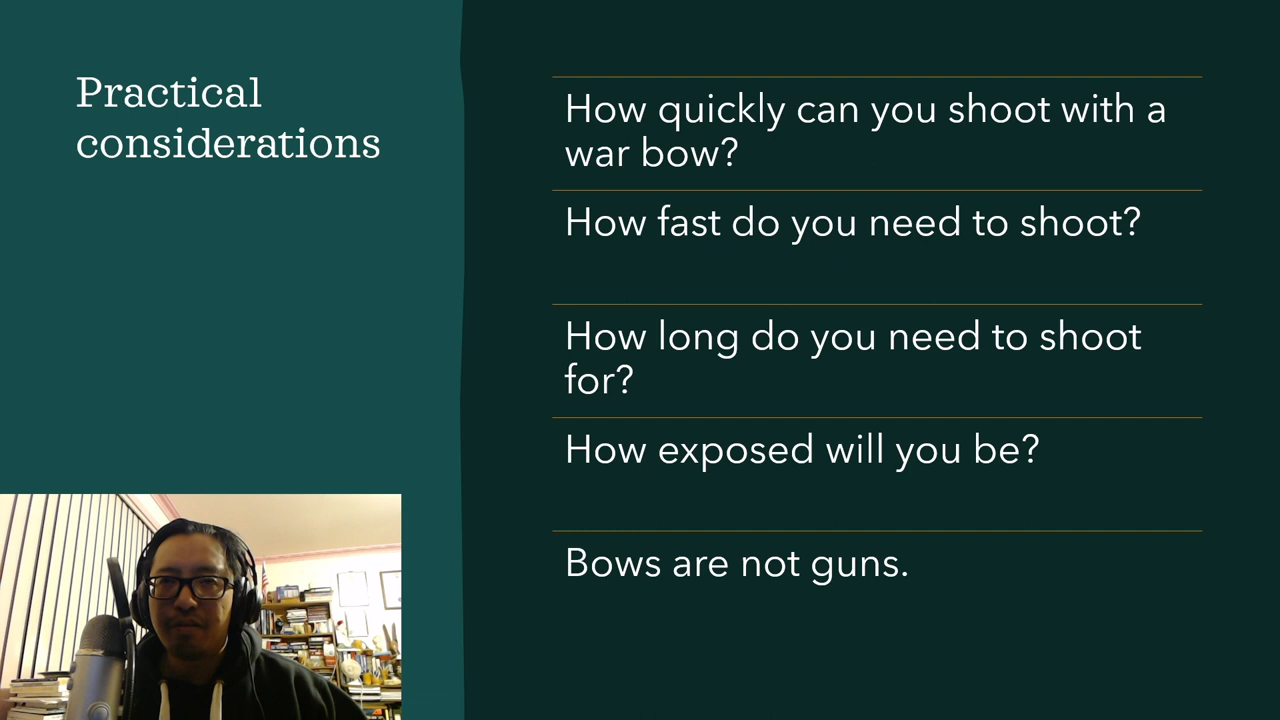 Practical
considerations
How quickly can you shoot with a
war bow?
How fast do you need to shoot?
How long do you need to shoot
for?
How exposed will you be?
Bows are not guns.